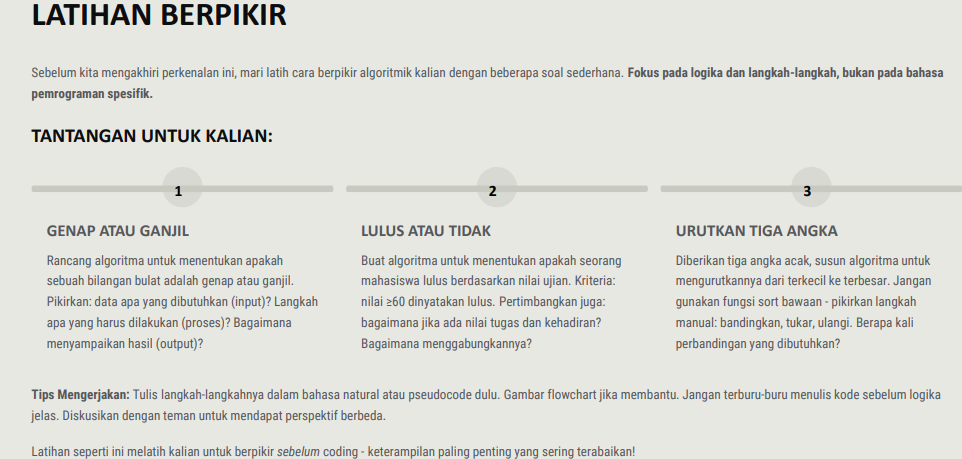 LATIHAN BERPIKIR
Sebelum kita mengakhiri perkenalan ini, mari latih cara berpikir algoritmik kalian dengan beberapa soal sederhana. Fokus pada logika dan langkah-langkah, bukan pada bahasa
pemrograman spesifik.
TANTANGAN UNTUK KALIAN:
1
GENAP ATAU GANJIL
Rancang algoritma untuk menentukan apakah
sebuah bilangan bulat adalah genap atau ganjil.
Pikirkan: data apa yang dibutuhkan (input)? Langkah
apa yang harus dilakukan (proses)? Bagaimana
menyampaikan hasil (output)?
2
LULUS ATAU TIDAK
Buat algoritma untuk menentukan apakah seorang
mahasiswa lulus berdasarkan nilai ujian. Kriteria:
nilai ≥60 dinyatakan lulus. Pertimbangkan juga:
bagaimana jika ada nilai tugas dan kehadiran?
Bagaimana menggabungkannya?
3
URUTKAN TIGA ANGKA
Diberikan tiga angka acak, susun algoritma untuk
mengurutkannya dari terkecil ke terbesar. Jangan
gunakan fungsi sort bawaan - pikirkan langkah
manual: bandingkan, tukar, ulangi. Berapa kali
perbandingan yang dibutuhkan?
Tips Mengerjakan: Tulis langkah-langkahnya dalam bahasa natural atau pseudocode dulu. Gambar flowchart jika membantu. Jangan terburu-buru menulis kode sebelum logika
jelas. Diskusikan dengan teman untuk mendapat perspektif berbeda.
Latihan seperti ini melatih kalian untuk berpikir sebelum coding - keterampilan paling penting yang sering terabaikan!